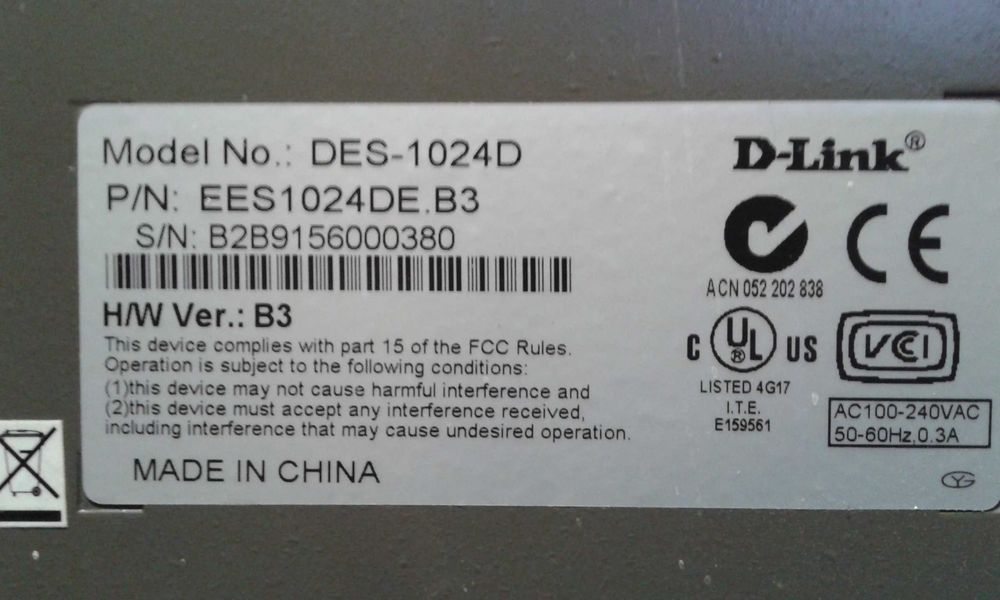 Model No.: DES-1024D
P/N: EES1024DE.B3
S/N: B2B9156000380
H/W Ver.: B3
This device complies with part 15 of the FCC Rules.
Operation is subject to the following conditions:
(1)this device may not cause harmful interference and
(2)this device must accept any interference received,
including interference that may cause undesired operation.
MADE IN CHINA
D-Link®
CE
ACN 052 202 838
C UL® US
LISTED 4G17
I.T.E.
E159561
VCCI
AC100-240VAC
50-60Hz,0.3A
YG